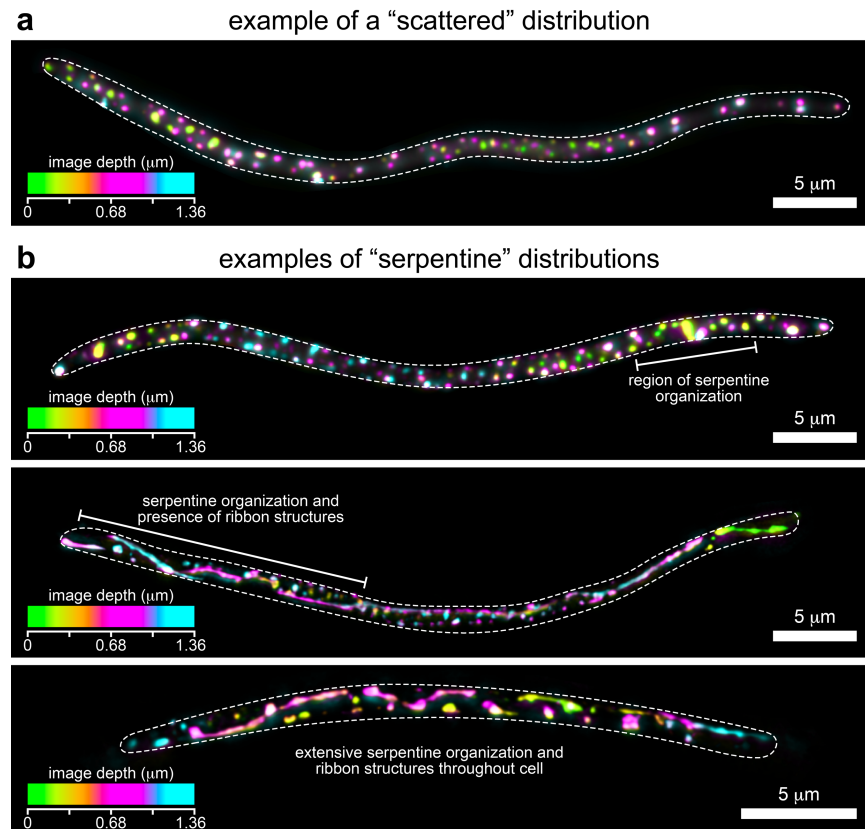 a
example of a “scattered” distribution
image depth (μm)
0 0.68 1.36
5 μm
b
examples of “serpentine” distributions
region of serpentine
organization
image depth (μm)
0 0.68 1.36
5 μm
serpentine organization and
presence of ribbon structures
image depth (μm)
0 0.68 1.36
5 μm
extensive serpentine organization and
ribbon structures throughout cell
image depth (μm)
0 0.68 1.36
5 μm